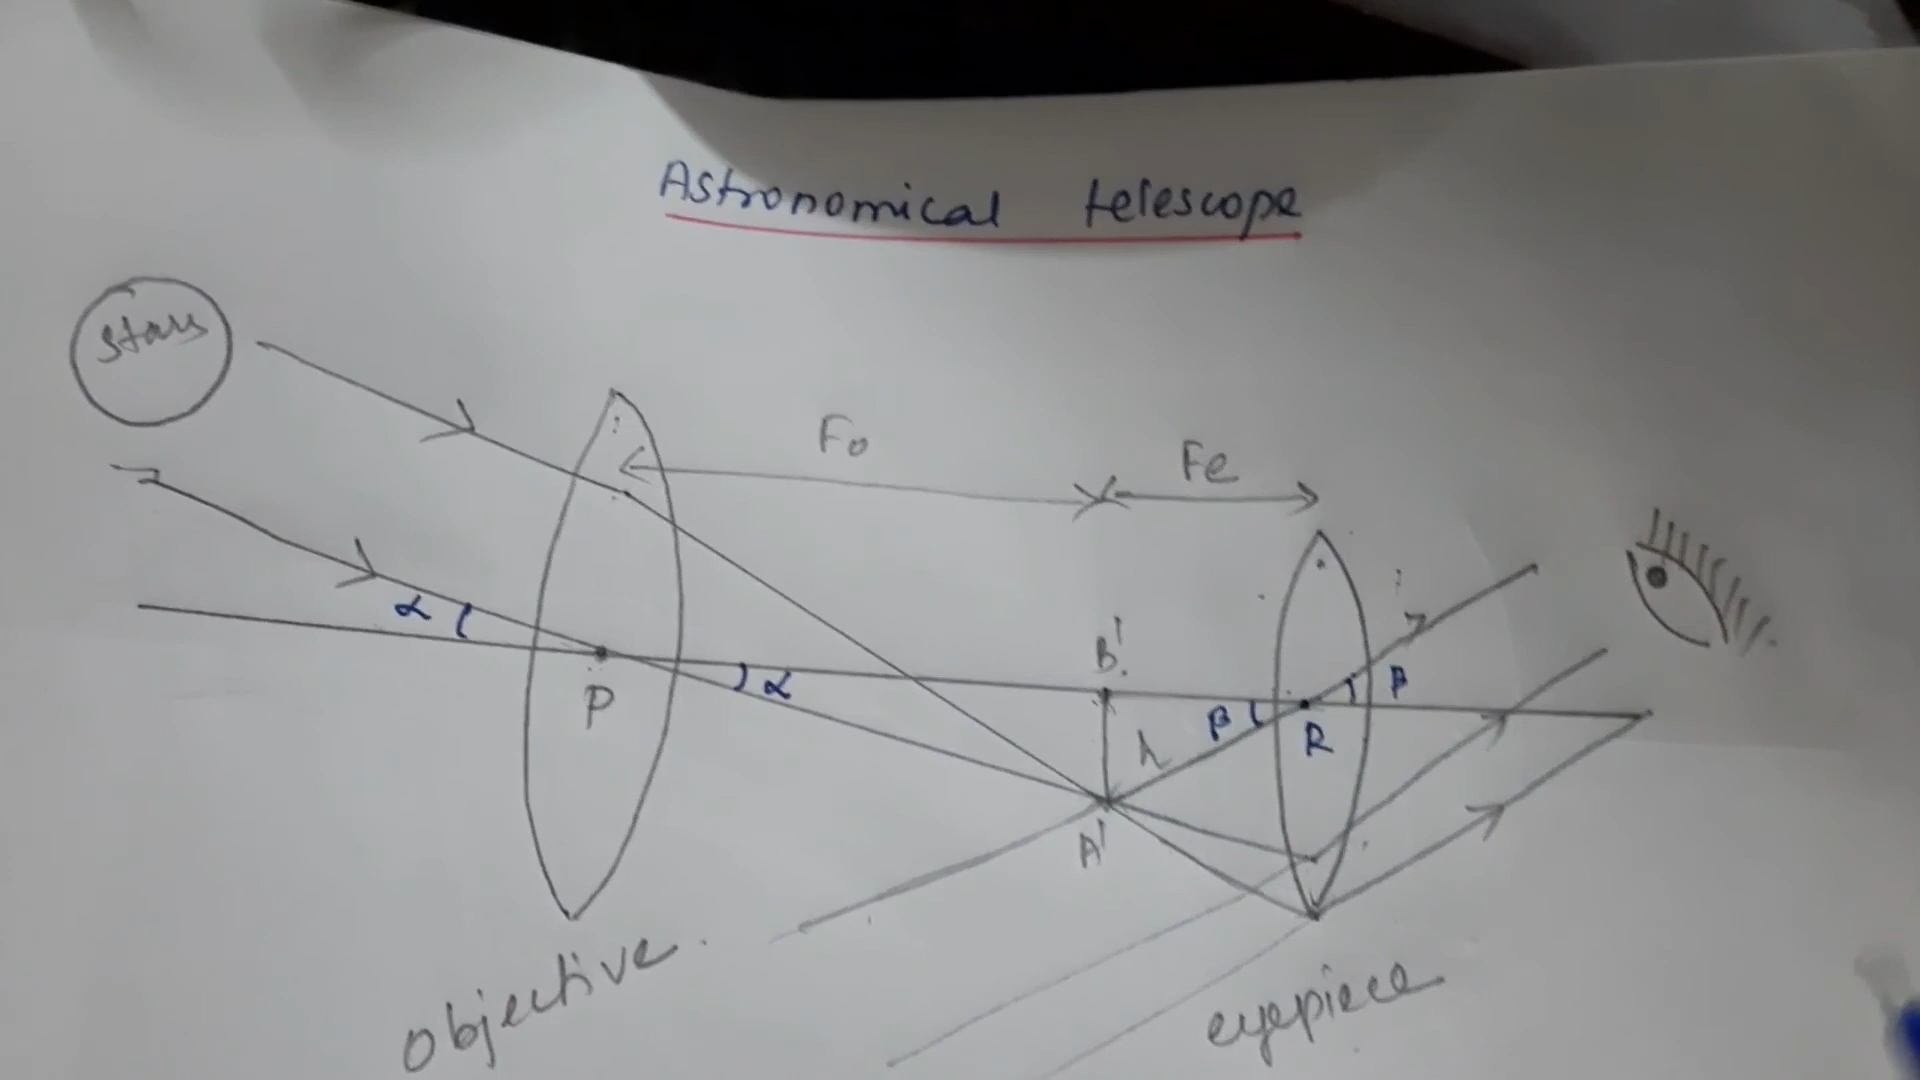 Astronomical telescope
stars
Fo
Fe
α
α
P
B'
h
A'
β
R
β
objective.
eyepiece